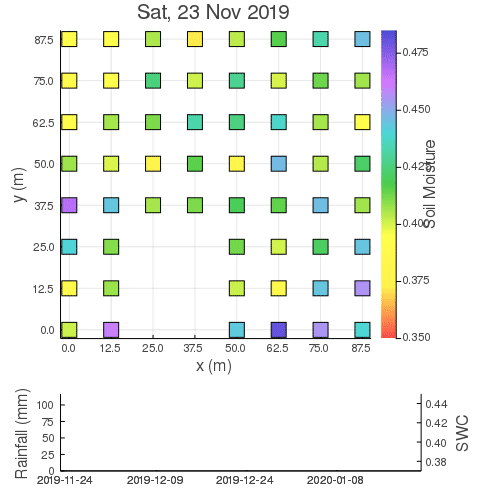 Sat, 23 Nov 2019
87.5
75.0
62.5
50.0
37.5
25.0
12.5
0.0
y (m)
0.0 12.5 25.0 37.5 50.0 62.5 75.0 87.5
x (m)
0.475
0.450
0.425
0.400
0.375
0.350
Soil Moisture
100
75
50
25
0
Rainfall (mm)
2019-11-24 2019-12-09 2019-12-24 2020-01-08
0.44
0.42
0.40
0.38
SWC